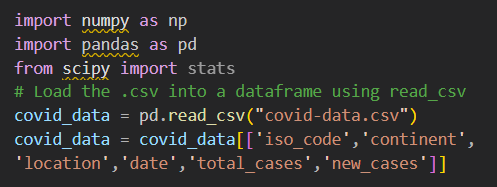 import numpy as np
import pandas as pd
from scipy import stats
# Load the .csv into a dataframe using read_csv
covid_data = pd.read_csv("covid-data.csv")
covid_data = covid_data[['iso_code','continent',
'location','date','total_cases','new_cases']]